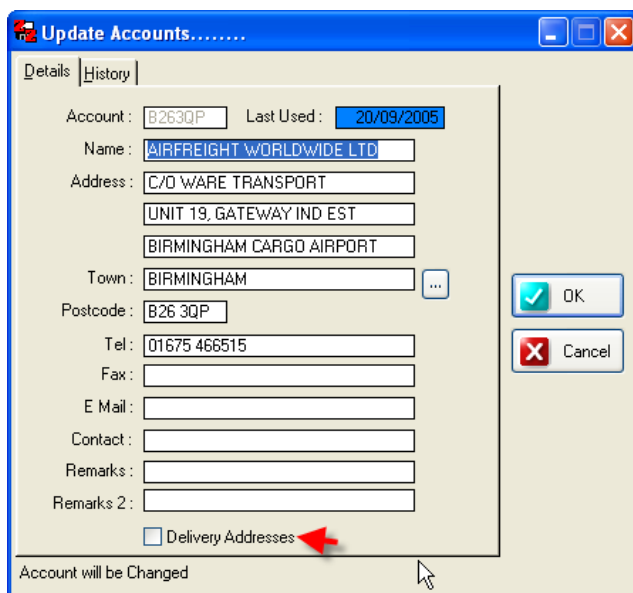 Update Accounts........
Details History
Account : B263QP Last Used : 20/09/2005
Name : AIRFREIGHT WORLDWIDE LTD
Address : C/O WARE TRANSPORT
UNIT 19, GATEWAY IND EST
BIRMINGHAM CARGO AIRPORT
Town : BIRMINGHAM ...
Postcode : B26 3QP
OK
Tel : 01675 466515
Cancel
Fax :
E Mail :
Contact :
Remarks :
Remarks 2 :
Delivery Addresses
Account will be Changed